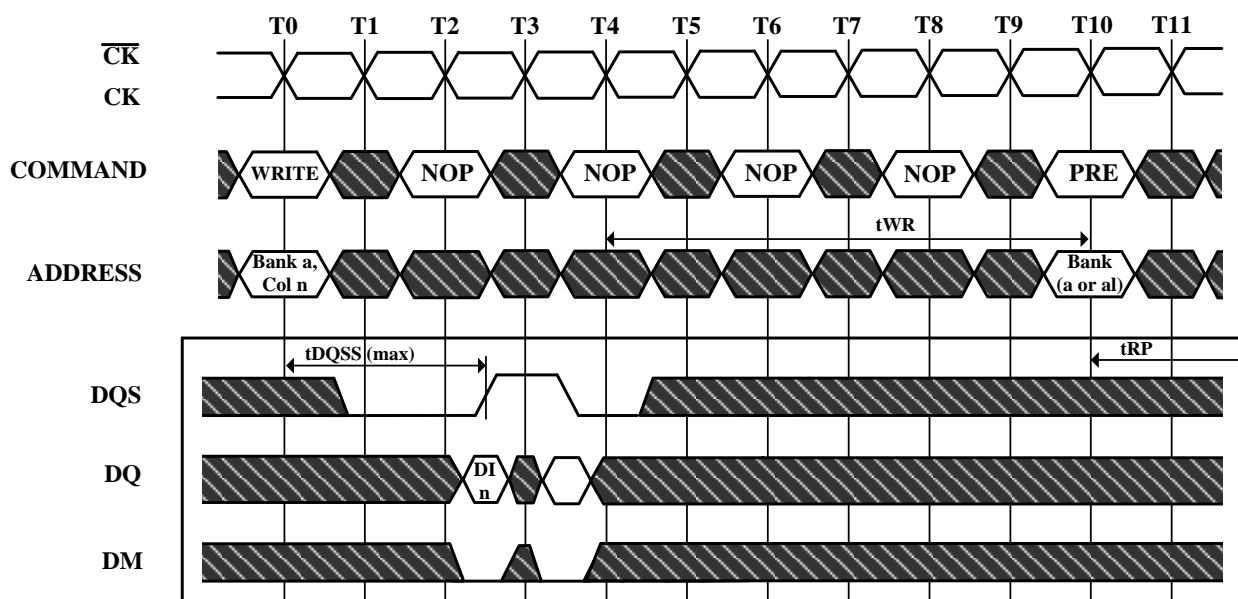 T0 T1 T2 T3 T4 T5 T6 T7 T8 T9 T10 T11
CK
CK
COMMAND WRITE NOP NOP NOP NOP PRE
tWR
ADDRESS
Bank a,
Col n
Bank
(a or al)
tDQSS (max)
tRP
DQS
DQ
DI
n
DM